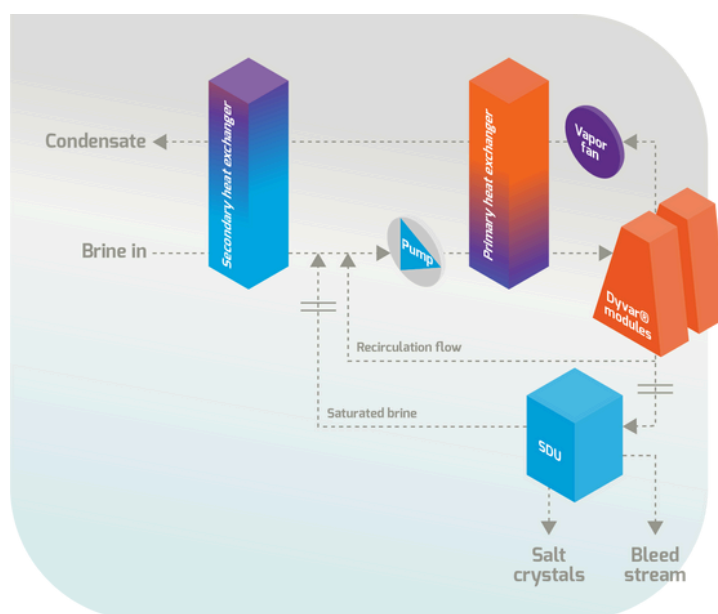 Condensate
Secondary heat exchanger
Primary heat exchanger
Vapor
fan
Brine in
Pump
Dyvar®
modules
Recirculation flow
Saturated brine
SDU
Salt
crystals
Bleed
stream